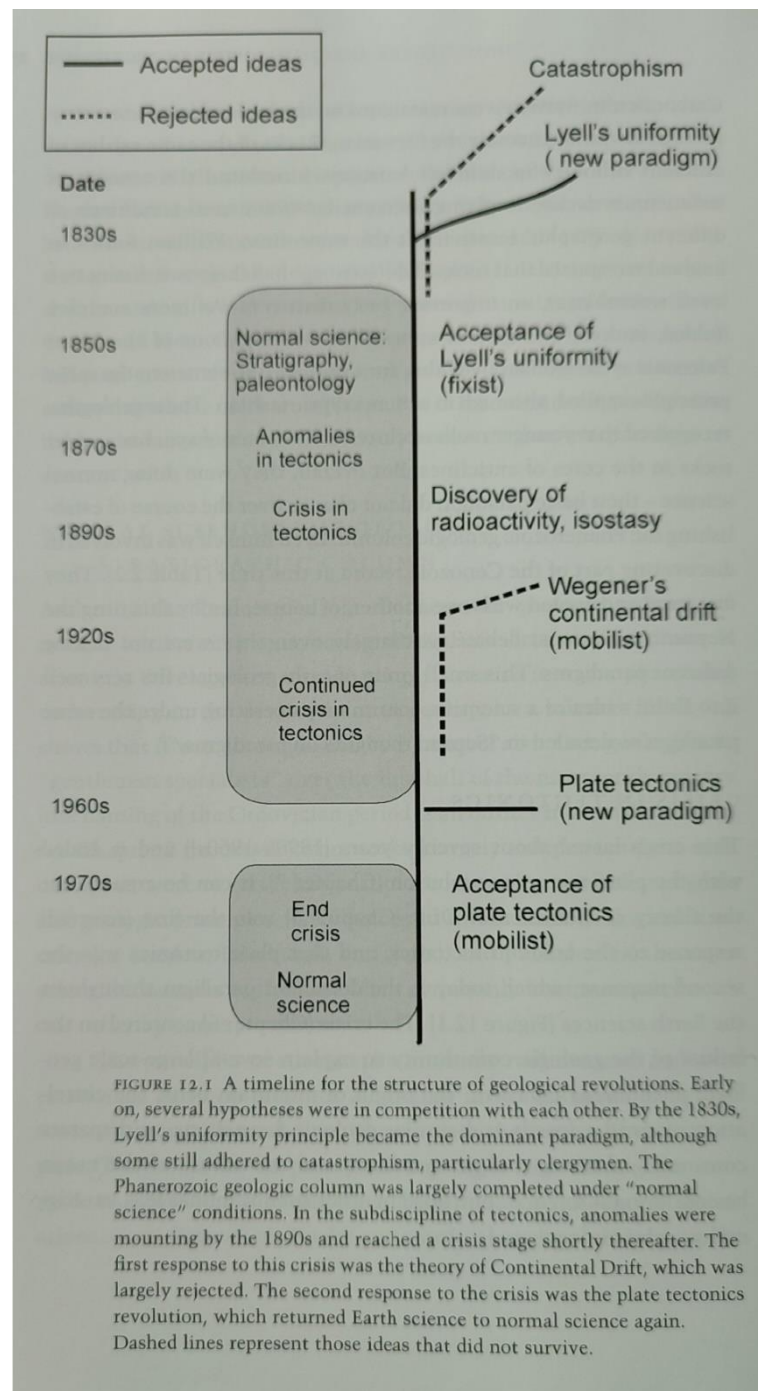 Accepted ideas
Rejected ideas
Catastrophism
Lyell's uniformity
( new paradigm)
Date
1830s
1850s
Normal science:
Stratigraphy,
paleontology
Acceptance of
Lyell's uniformity
(fixist)
1870s
Anomalies
in tectonics
1890s
Crisis in
tectonics
Discovery of
radioactivity, isostasy
Wegener's
continental drift
(mobilist)
1920s
Continued
crisis in
tectonics
1960s
Plate tectonics
(new paradigm)
1970s
End
crisis
Normal
science
Acceptance of
plate tectonics
(mobilist)
FIGURE 12.1 A timeline for the structure of geological revolutions. Early
on, several hypotheses were in competition with each other. By the 1830s,
Lyell's uniformity principle became the dominant paradigm, although
some still adhered to catastrophism, particularly clergymen. The
Phanerozoic geologic column was largely completed under "normal
science" conditions. In the subdiscipline of tectonics, anomalies were
mounting by the 1890s and reached a crisis stage shortly thereafter. The
first response to this crisis was the theory of Continental Drift, which was
largely rejected. The second response to the crisis was the plate tectonics
revolution, which returned Earth science to normal science again.
Dashed lines represent those ideas that did not survive.